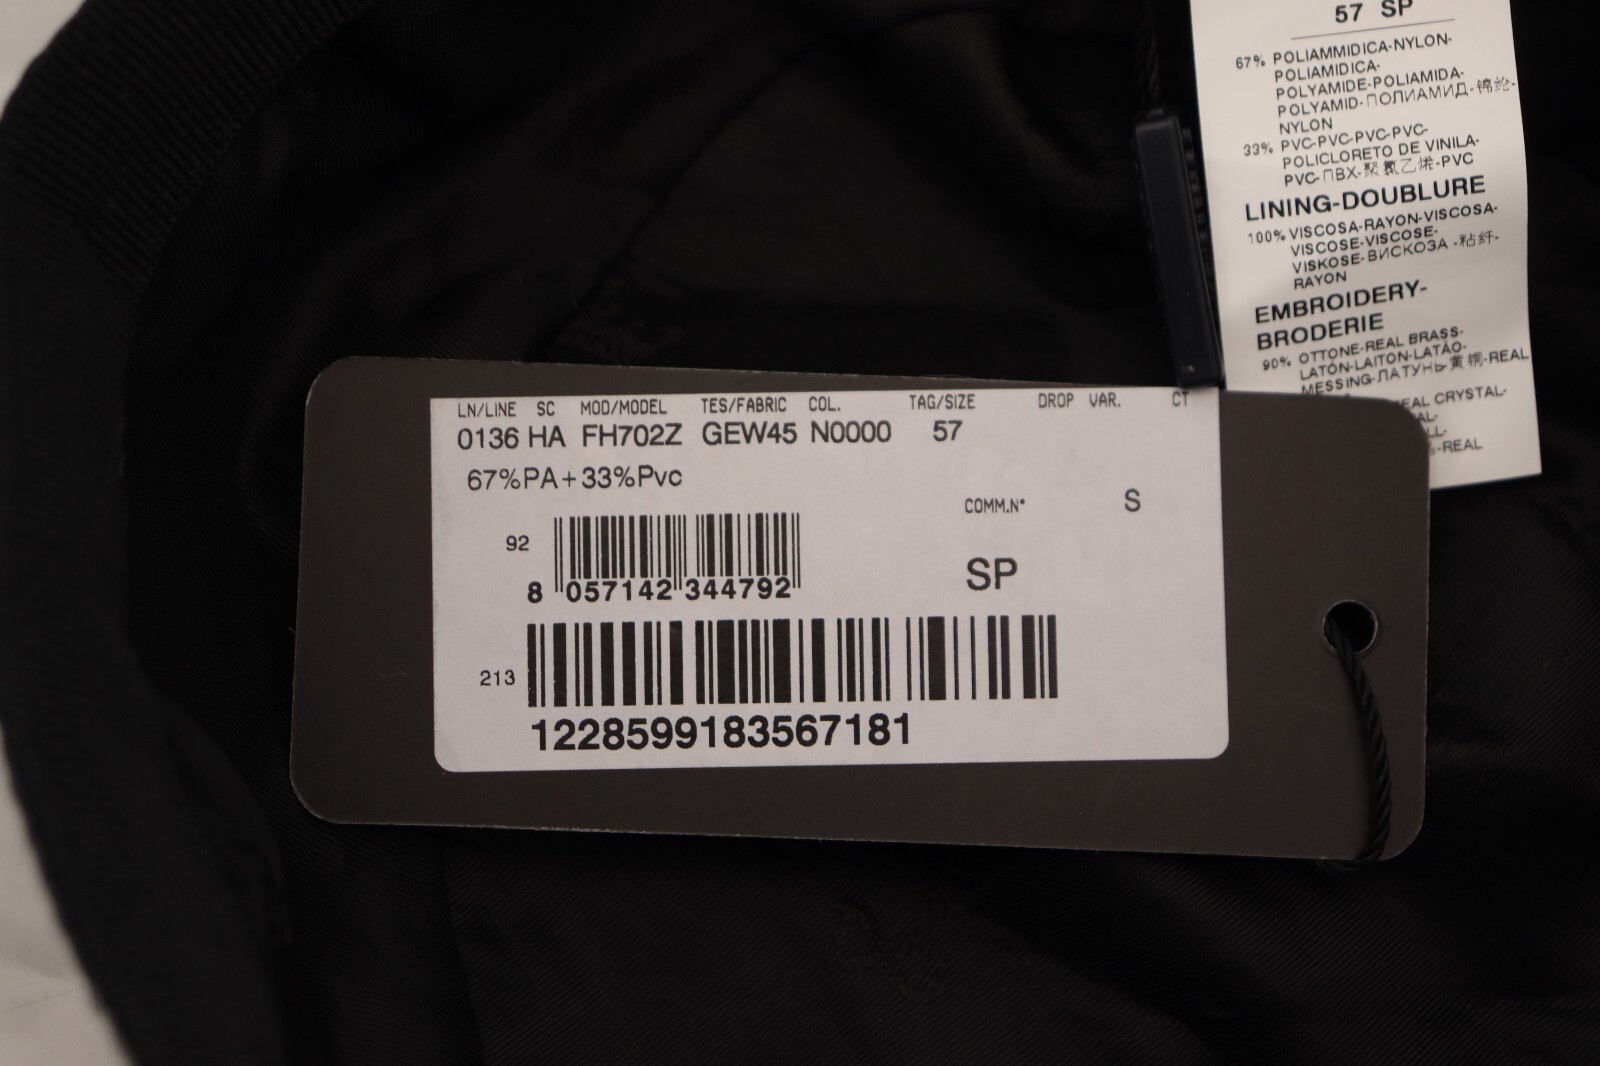 57 SP
67% POLIAMMIDICA-NYLON-
POLIAMIDICA-
POLYAMIDE-POLIAMIDA-
POLYAMID-ПОЛИАМИД-锦纶-
NYLON
33% PVC-PVC-PVC-PVC-
POLICLORETO DE VINILA-
PVC-ПВХ-聚氯乙烯-PVC
LINING-DOUBLURE
100% VISCOSA-RAYON-VISCOSA-
VISCOSE-VISCOSE-
VISKOSE-ВИСКОЗА-粘纤-
RAYON
EMBROIDERY-
BRODERIE
90% OTTONE-REAL BRASS-
LATÓN-LAITON-LATÃO-
MESSING-ЛАТУНЬ-黄铜-REAL
CRYSTAL-
-REAL
LN/LINE SC MOD/MODEL TES/FABRIC COL. TAG/SIZE DROP VAR. CT
0136 HA FH702Z GEW45 N0000 57
67%PA+33%Pvc
COMM.N° S
92
8 057142 344792
SP
213
1228599183567181